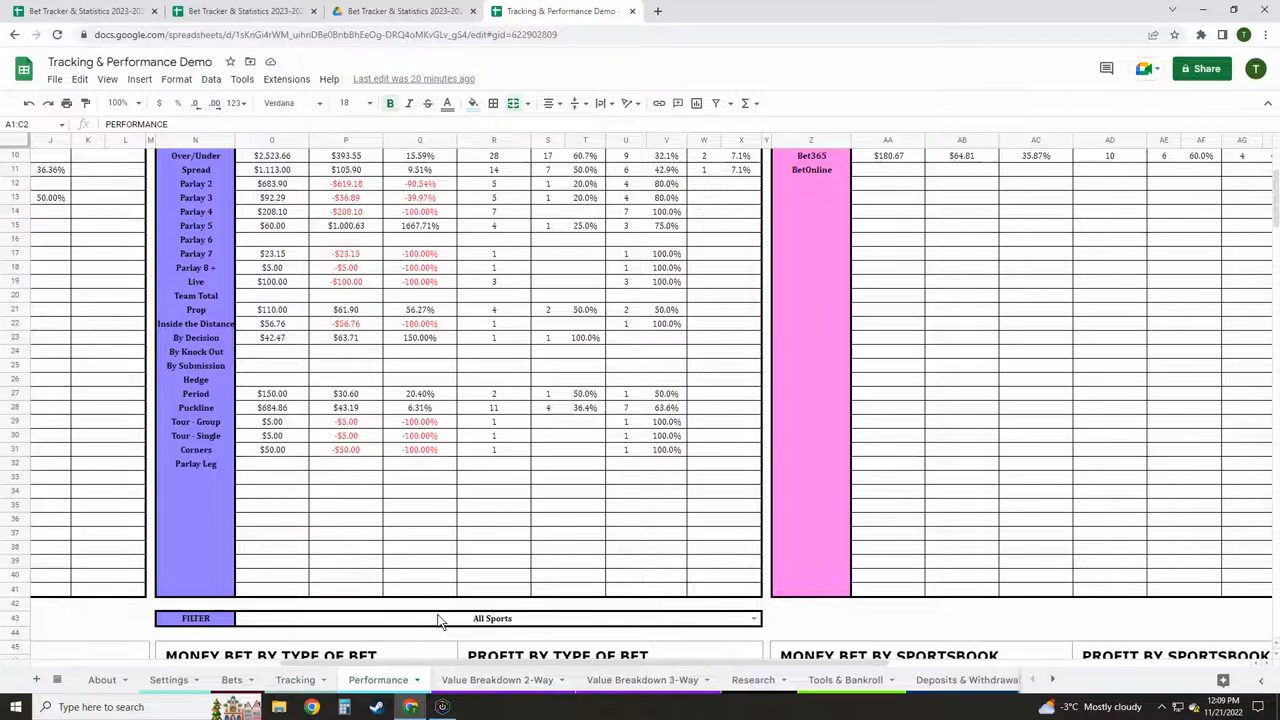 Bet Tracker & Statistics 2023-202
Bet Tracker & Statistics 2023-202
Bet Tracker & Statistics 2023-202
Tracking & Performance Demo -
docs.google.com/spreadsheets/d/1sKnGi4rWM_uihnDBe0BnbBhEeOg-DRQ4oMvGLv_gS4/edit#gid=622902809
Tracking & Performance Demo
File Edit View Insert Format Data Tools Extensions Help Last edit was 20 minutes ago
Share
T
100% $ % .0 .00 123 Verdana 18 B I S A
A1:C2 fx PERFORMANCE
J K L M N O P Q R S T U V W X Y Z AA AB AC AD AE AF AG
10 Over/Under $2,523.66 $393.55 15.59% 28 17 60.7% 9 32.1% 2 7.1% Bet365 $180.67 $64.81 35.87% 10 6 60.0% 4
11 36.36% Spread $1,113.00 $105.90 9.51% 14 7 50.0% 6 42.9% 1 7.1% BetOnline
12 Parlay 2 $683.90 -$619.18 -90.54% 5 1 20.0% 4 80.0%
13 50.00% Parlay 3 $92.29 -$36.89 -39.97% 5 1 20.0% 4 80.0%
14 Parlay 4 $208.10 -$208.10 -100.00% 7 7 100.0%
15 Parlay 5 $60.00 $1,000.63 1667.71% 4 1 25.0% 3 75.0%
16 Parlay 6
17 Parlay 7 $23.15 -$23.15 -100.00% 1 1 100.0%
18 Parlay 8 + $5.00 -$5.00 -100.00% 1 1 100.0%
19 Live $100.00 -$100.00 -100.00% 3 3 100.0%
20 Team Total
21 Prop $110.00 $61.90 56.27% 4 2 50.0% 2 50.0%
22 Inside the Distance $56.76 -$56.76 -100.00% 1 1 100.0%
23 By Decision $42.47 $63.71 150.00% 1 1 100.0%
24 By Knock Out
25 By Submission
26 Hedge
27 Period $150.00 $30.60 20.40% 2 1 50.0% 1 50.0%
28 Puckline $684.86 $43.19 6.31% 11 4 36.4% 7 63.6%
29 Tour - Group $5.00 -$5.00 -100.00% 1 1 100.0%
30 Tour - Single $5.00 -$5.00 -100.00% 1 1 100.0%
31 Corners $50.00 -$50.00 -100.00% 1 1 100.0%
32 Parlay Leg
33
34
35
36
37
38
39
40
41
42
43 FILTER All Sports
44
45 MONEY BET BY TYPE OF BET PROFIT BY TYPE OF BET MONEY BET BY SPORTSBOOK PROFIT BY SPORTSBOOK
About Settings Bets Tracking Performance Value Breakdown 2-Way Value Breakdown 3-Way Research Tools & Bankroll Deposits & Withdrawal
Type here to search
-3°C Mostly cloudy
12:09 PM
11/21/2022